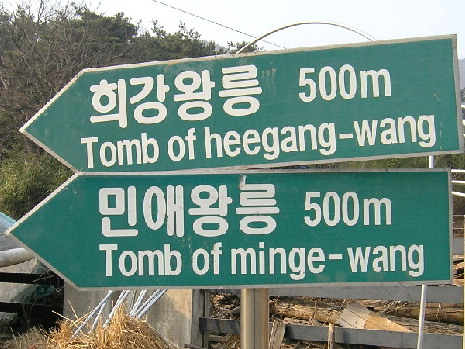 희강왕릉 500m
Tomb of heegang-wang
민애왕릉 500m
Tomb of minge-wang